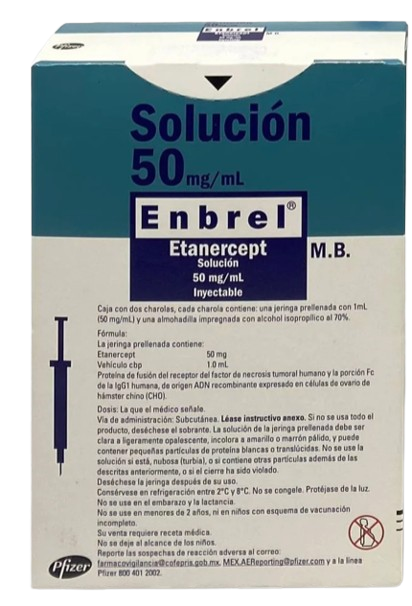 Enbrel
Solución
50 mg/mL
Enbrel®
Etanercept
Solución
50 mg/mL
Inyectable
M.B.
Caja con dos charolas, cada charola contiene: una jeringa prellenada con 1mL
(50 mg/mL) y una almohadilla impregnada con alcohol isopropílico al 70%.
Fórmula:
La jeringa prellenada contiene:
Etanercept 50 mg
Vehículo cbp 1.0 mL
Proteína de fusión del receptor del factor de necrosis tumoral humano y la porción Fc
de la IgG1 humana, de origen ADN recombinante expresado en células de ovario de
hámster chino (CHO).
Dosis: La que el médico señale.
Vía de administración: Subcutánea. Léase instructivo anexo. Si no se usa todo el
producto, deséchese el sobrante. La solución de la jeringa prellenada debe ser
clara a ligeramente opalescente, incolora a amarillo o marrón pálido, y puede
contener pequeñas partículas de proteína blancas o translúcidas. No se use la
solución si está, nubosa (turbia), o si contiene otras partículas además de las
descritas anteriormente, o si el cierre ha sido violado.
Deséchese la jeringa después de su uso.
Consérvese en refrigeración entre 2°C y 8°C. No se congele. Protéjase de la luz.
No se use en el embarazo y la lactancia.
No se use en menores de 2 años, ni en niños con esquema de vacunación
incompleto.
Su venta requiere receta médica.
No se deje al alcance de los niños.
Reporte las sospechas de reacción adversa al correo:
farmacovigilancia@cofepris.gob.mx, MEX.AEReporting@pfizer.com y a la línea
Pfizer 800 401 2002.
Pfizer